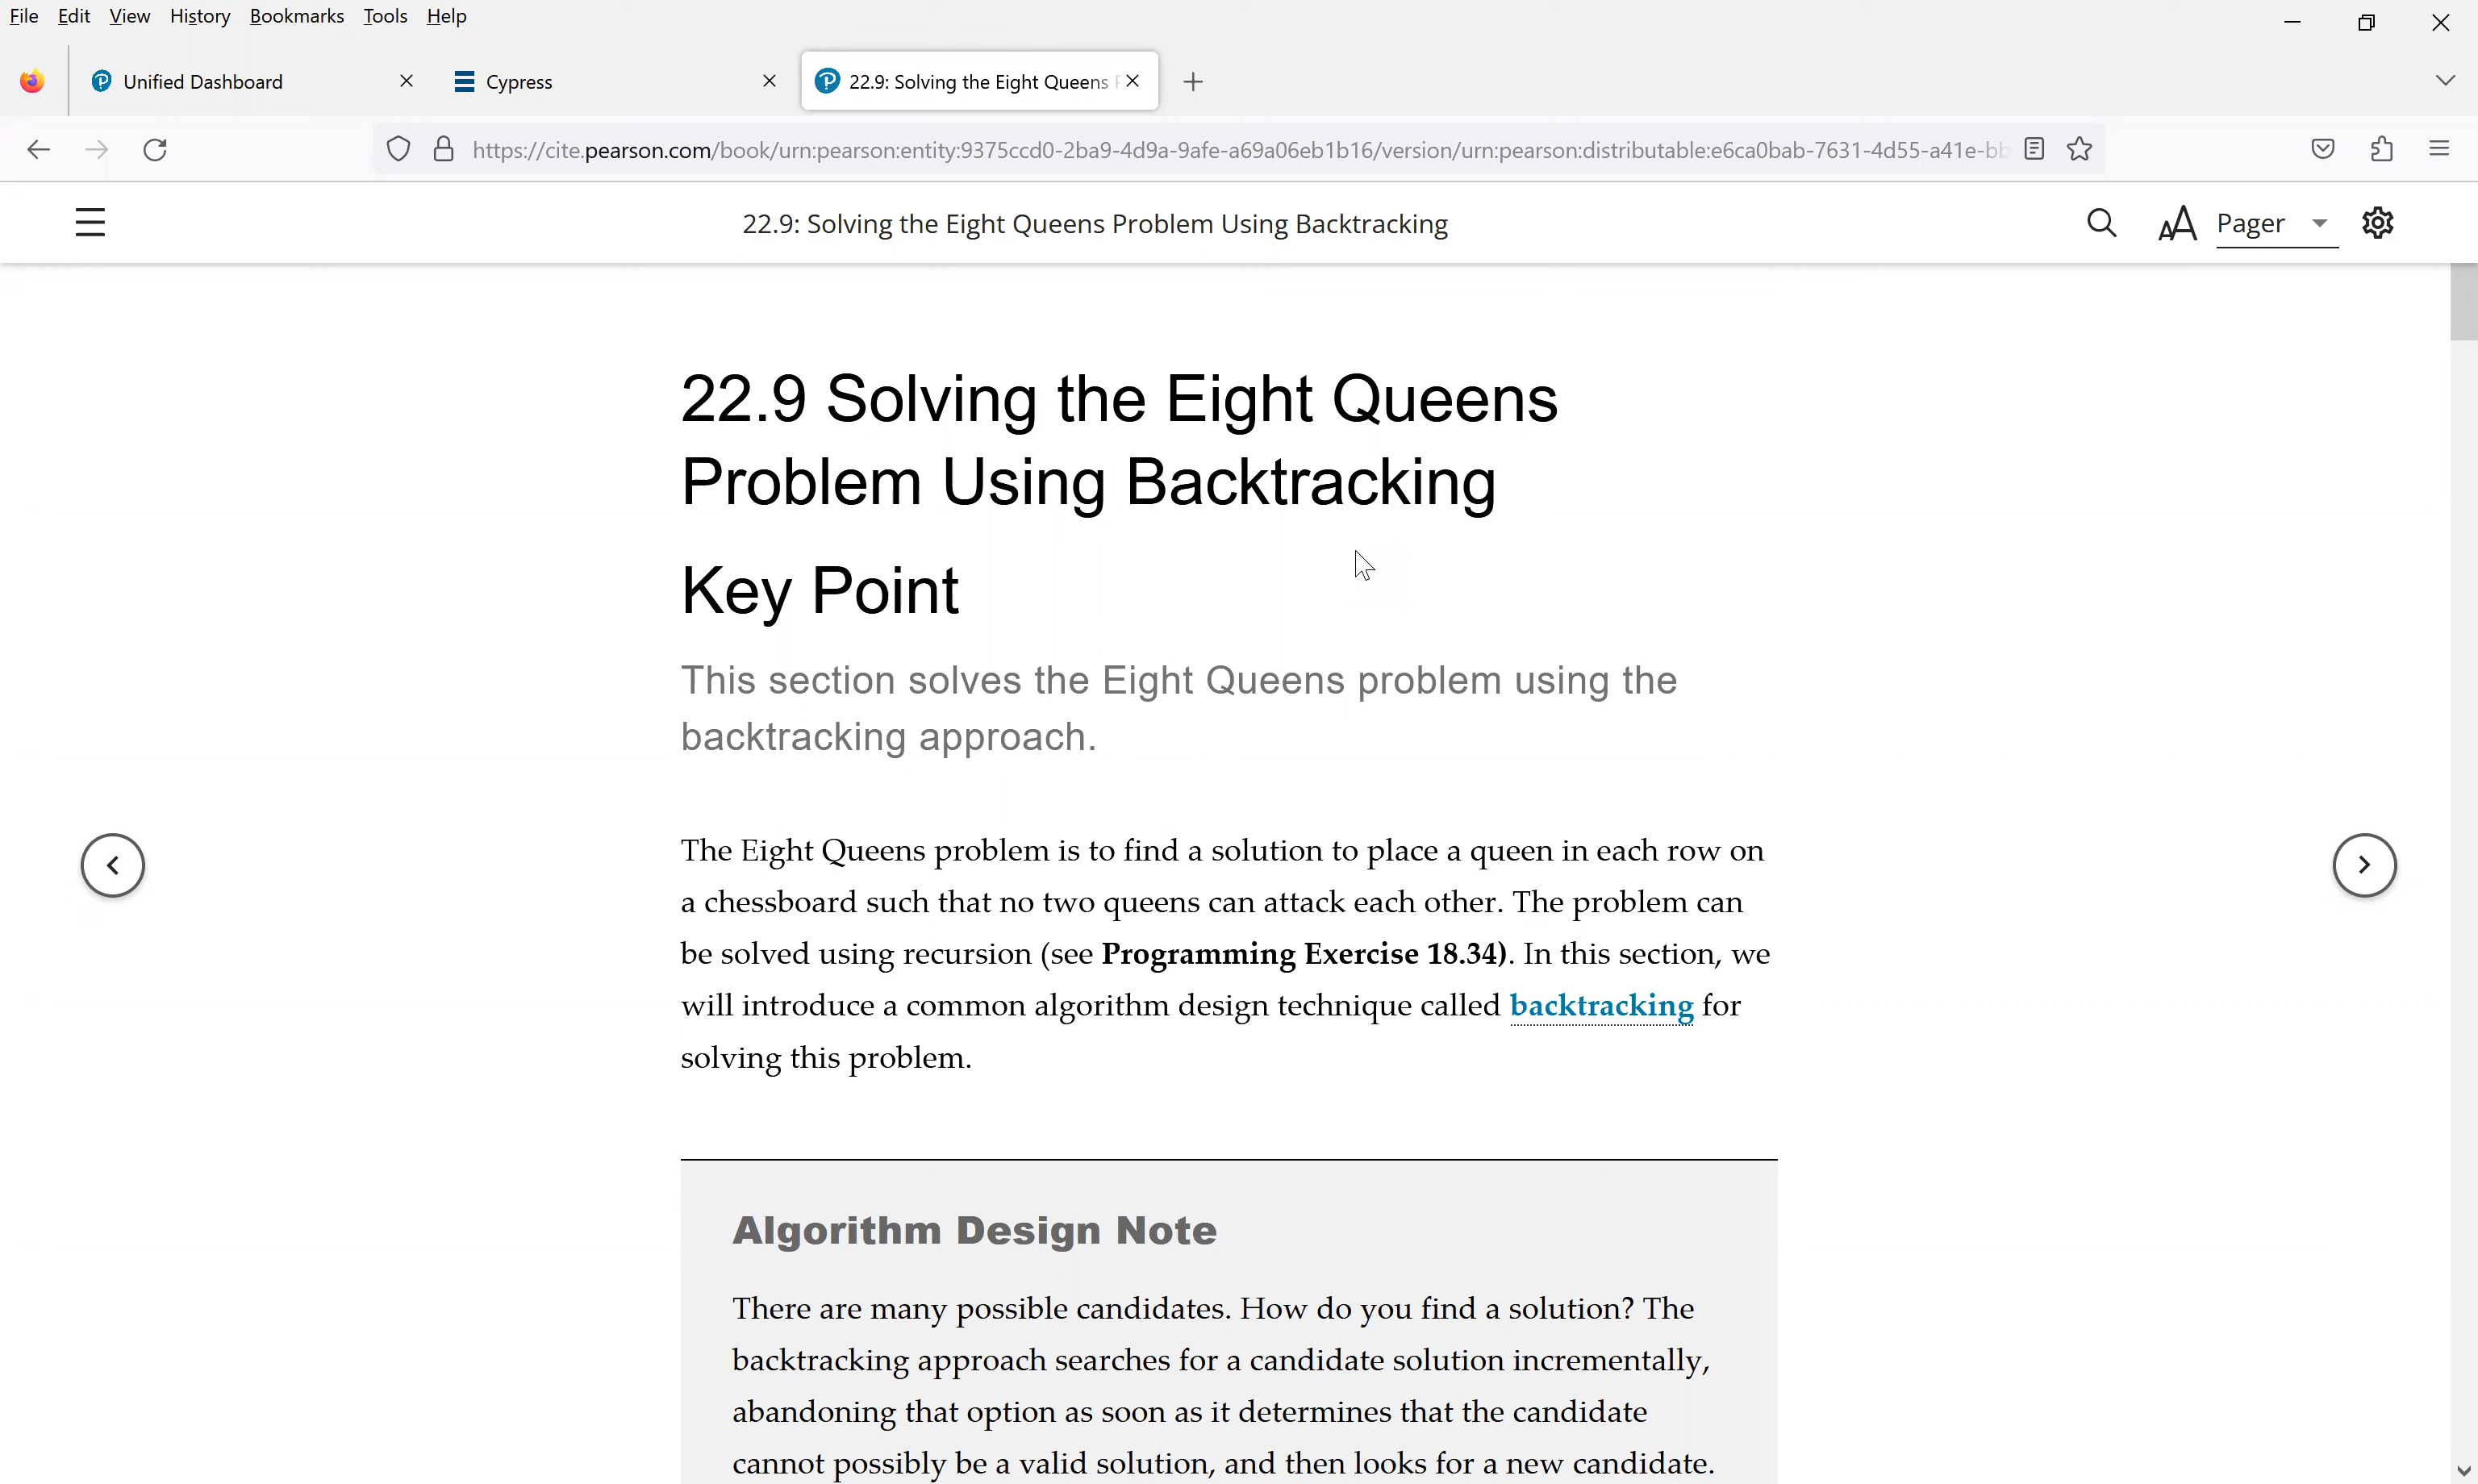 File Edit View History Bookmarks Tools Help
Unified Dashboard
Cypress
22.9: Solving the Eight Queens
https://cite.pearson.com/book/urn:pearson:entity:9375ccd0-2ba9-4d9a-9afe-a69a06eb1b16/version/urn:pearson:distributable:e6ca0bab-7631-4d55-a41e-bb
22.9: Solving the Eight Queens Problem Using Backtracking
AA Pager
22.9 Solving the Eight Queens
Problem Using Backtracking
Key Point
This section solves the Eight Queens problem using the
backtracking approach.
The Eight Queens problem is to find a solution to place a queen in each row on
a chessboard such that no two queens can attack each other. The problem can
be solved using recursion (see Programming Exercise 18.34). In this section, we
will introduce a common algorithm design technique called backtracking for
solving this problem.
Algorithm Design Note
There are many possible candidates. How do you find a solution? The
backtracking approach searches for a candidate solution incrementally,
abandoning that option as soon as it determines that the candidate
cannot possibly be a valid solution, and then looks for a new candidate.